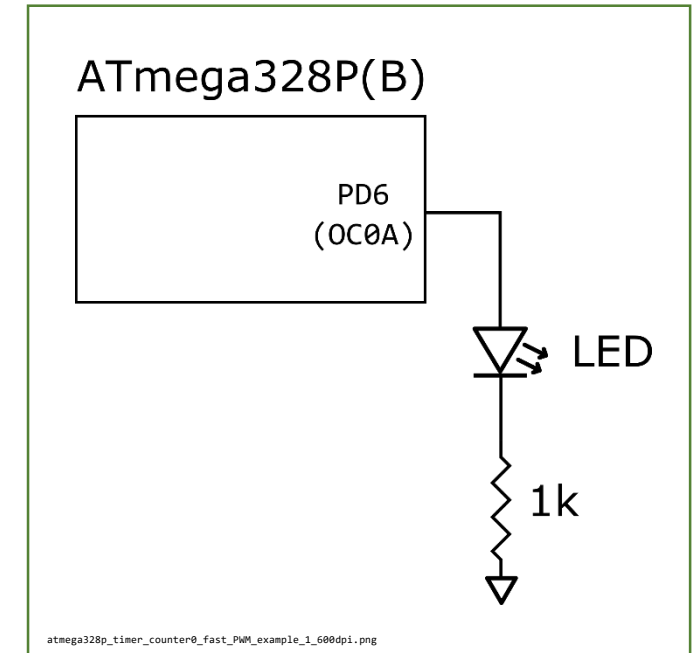 ATmega328P(B)
PD6
(OC0A)
LED
1k
atmega328p_timer_counter0_fast_PWM_example_1_600dpi.png